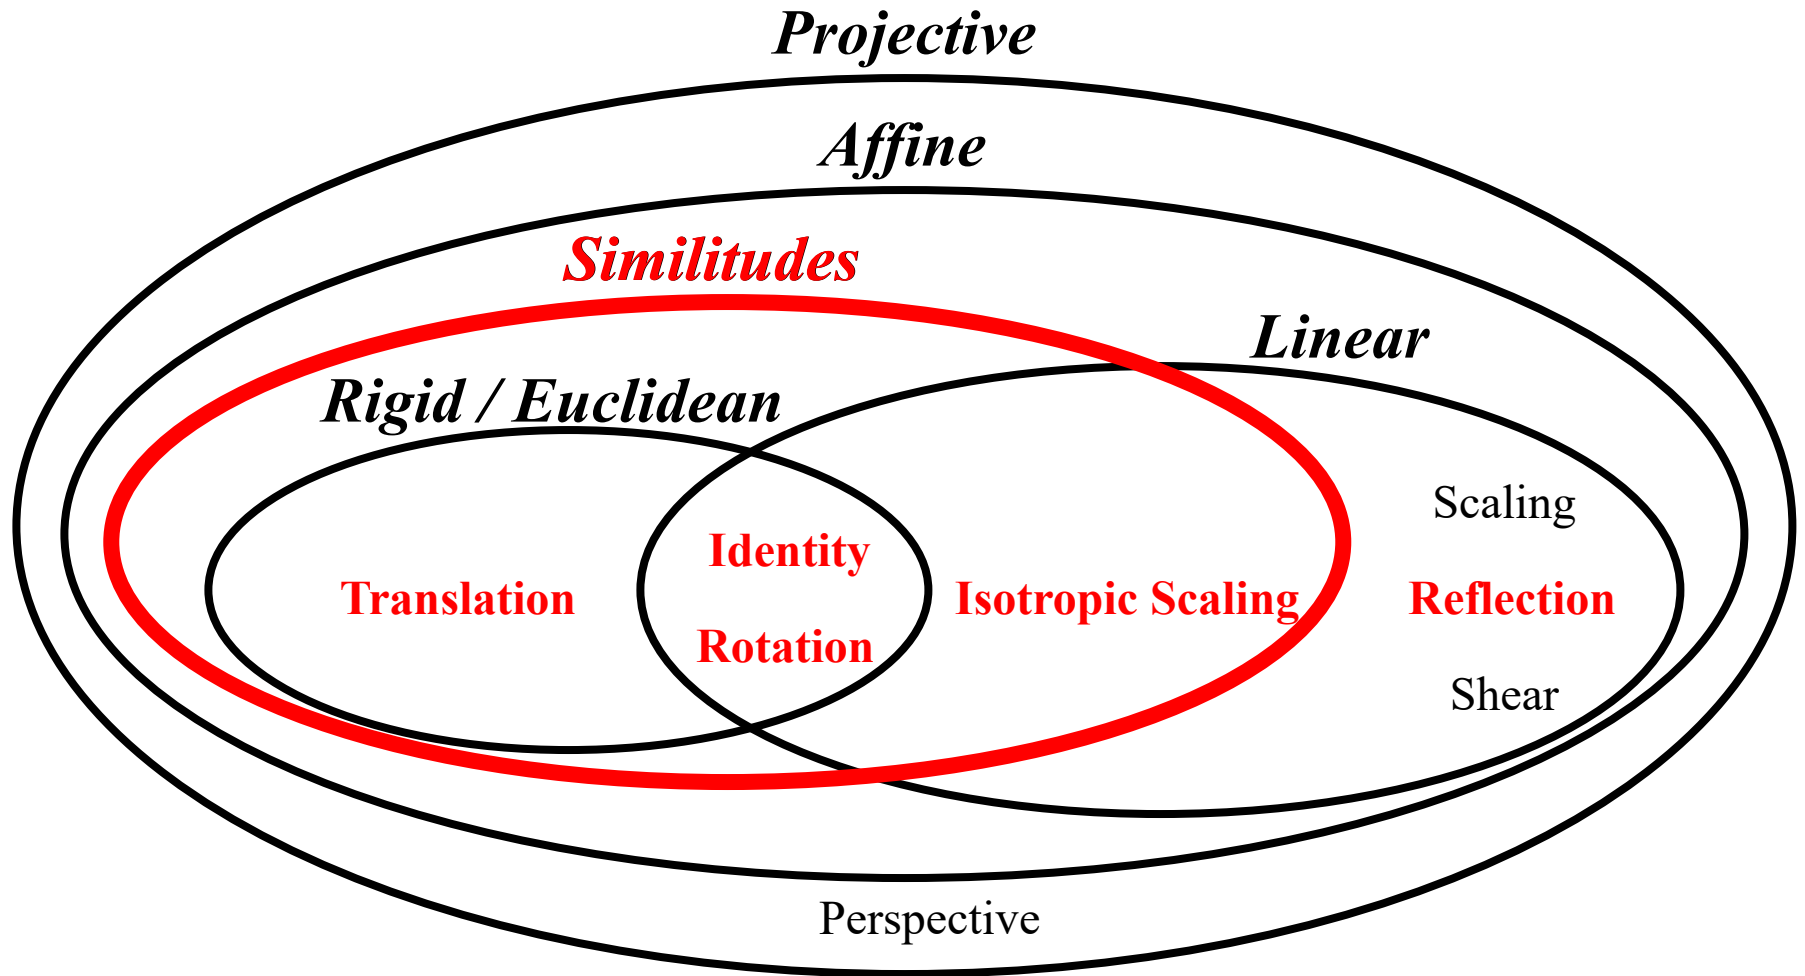 Projective
Affine
Similitudes
Linear
Rigid / Euclidean
Scaling
Identity
Translation
Isotropic Scaling
Reflection
Rotation
Shear
Perspective